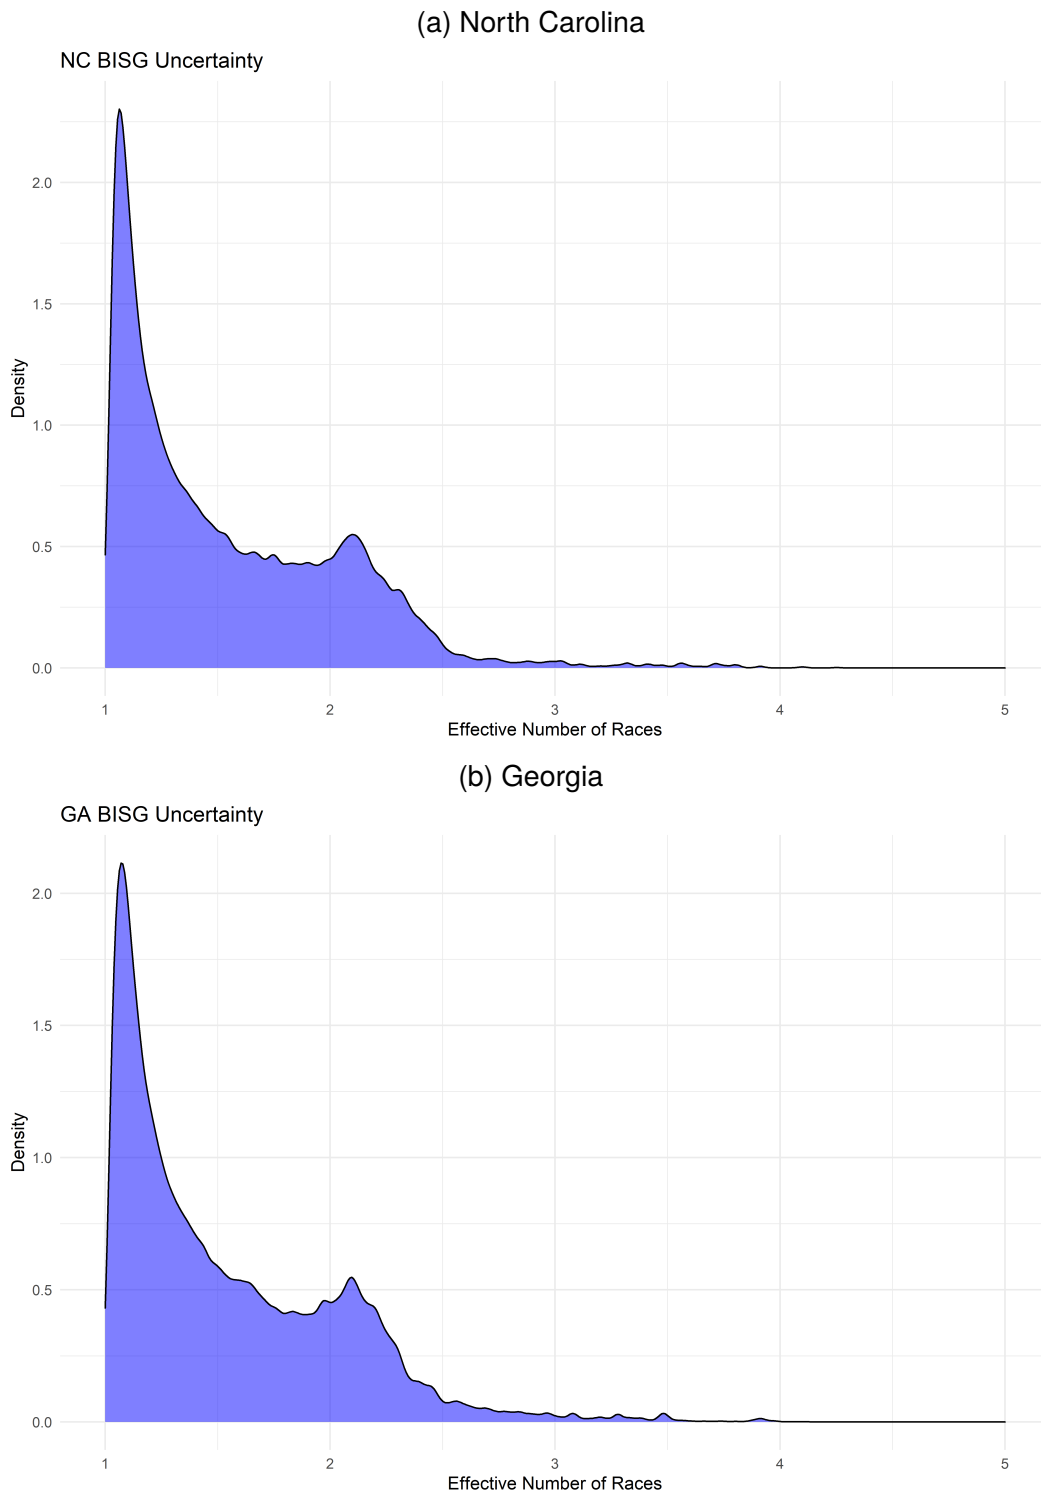 (a) North Carolina
NC BISG Uncertainty
Density
2.0
1.5
1.0
0.5
0.0
1 2 3 4 5
Effective Number of Races
(b) Georgia
GA BISG Uncertainty
Density
2.0
1.5
1.0
0.5
0.0
1 2 3 4 5
Effective Number of Races